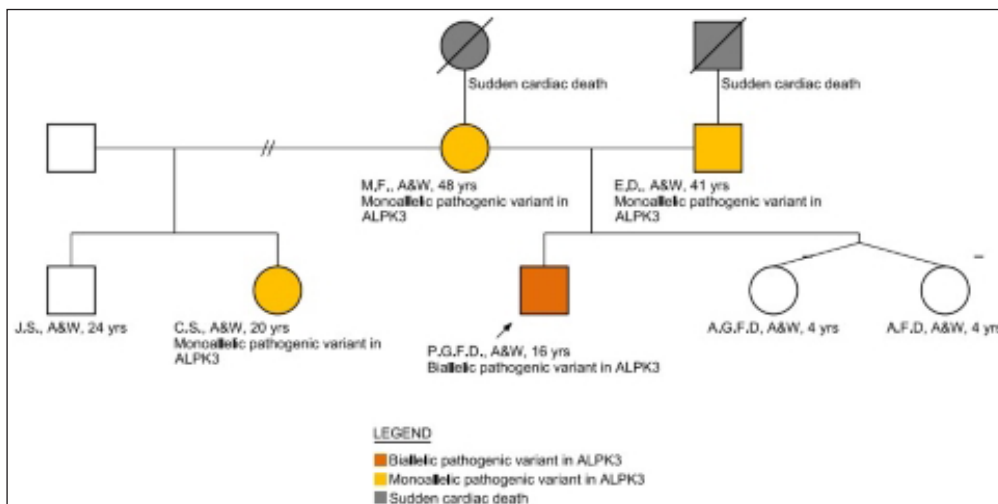 Sudden cardiac death
Sudden cardiac death
M.F., A&W, 48 yrs
Monoallelic pathogenic variant in
ALPK3
E.D., A&W, 41 yrs
Monoallelic pathogenic variant in
ALPK3
J.S., A&W, 24 yrs
C.S., A&W, 20 yrs
Monoallelic pathogenic variant in
ALPK3
P.G.F.D., A&W, 16 yrs
Biallelic pathogenic variant in ALPK3
A.G.F.D, A&W, 4 yrs
A.F.D, A&W, 4 yrs
LEGEND
Biallelic pathogenic variant in ALPK3
Monoallelic pathogenic variant in ALPK3
Sudden cardiac death